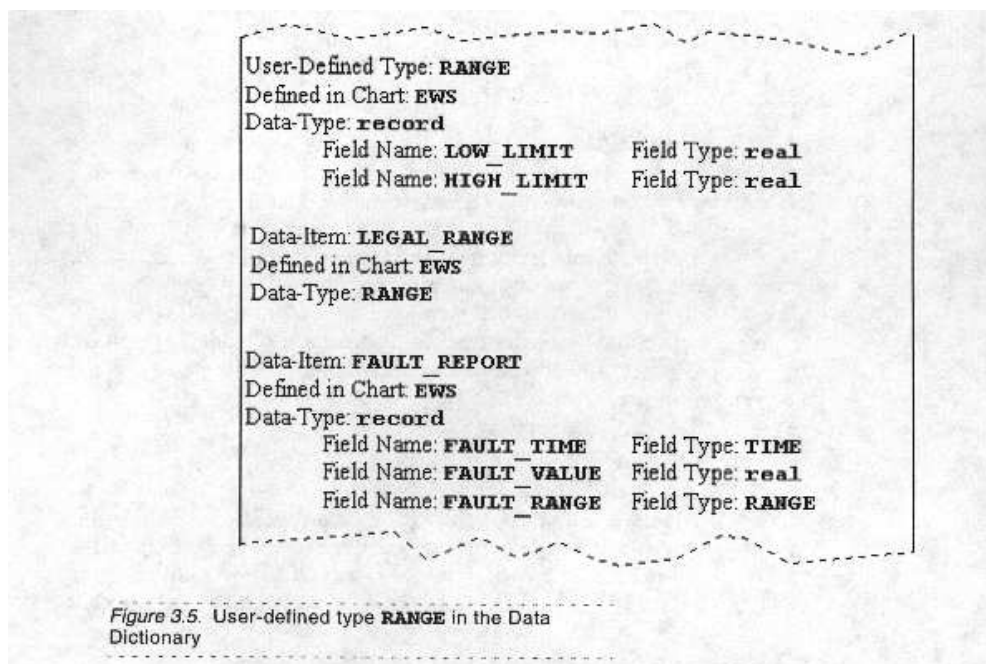 User-Defined Type: RANGE
Defined in Chart: EWS
Data-Type: record
Field Name: LOW_LIMIT Field Type: real
Field Name: HIGH_LIMIT Field Type: real
Data-Item: LEGAL_RANGE
Defined in Chart: EWS
Data-Type: RANGE
Data-Item: FAULT_REPORT
Defined in Chart: EWS
Data-Type: record
Field Name: FAULT_TIME Field Type: TIME
Field Name: FAULT_VALUE Field Type: real
Field Name: FAULT_RANGE Field Type: RANGE
Figure 3.5. User-defined type RANGE in the Data
Dictionary